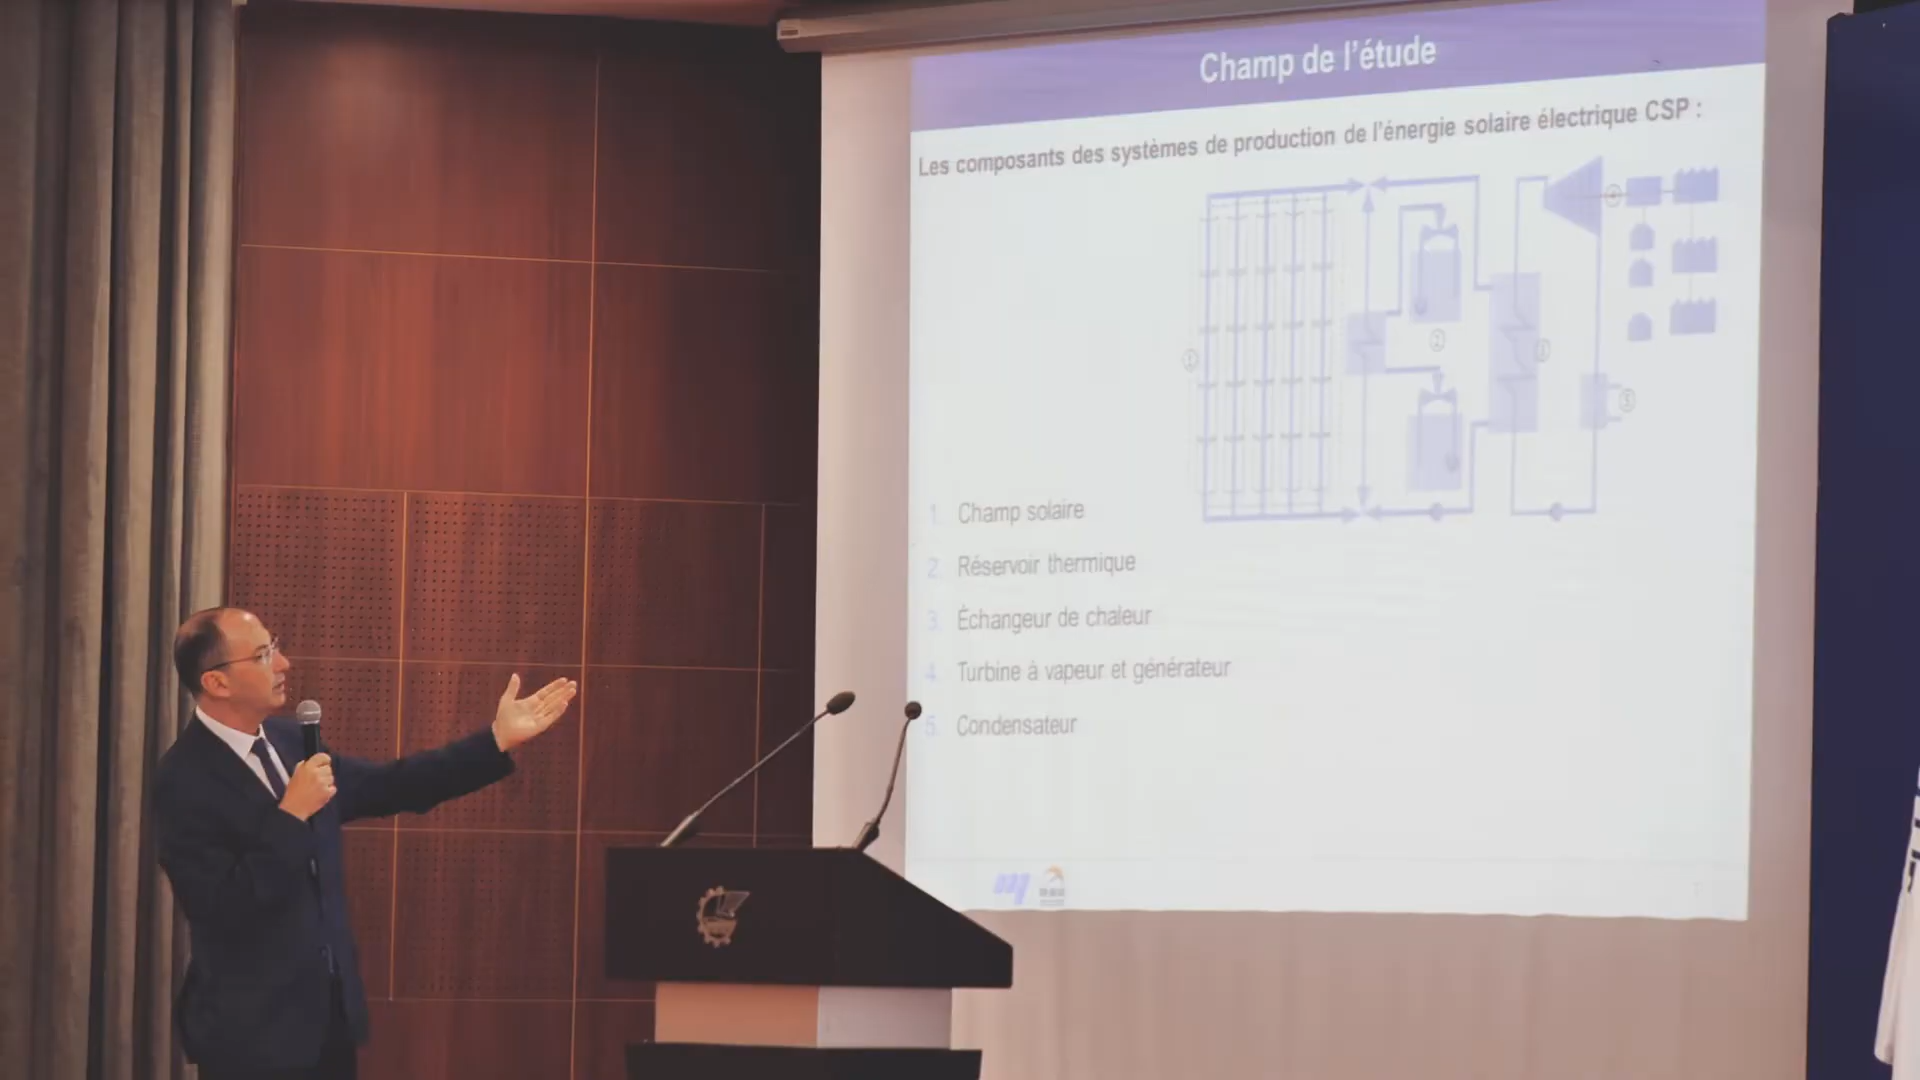 Champ de l'étude
Les composants des systèmes de production de l'énergie solaire électrique CSP :
1. Champ solaire
2. Réservoir thermique
3. Échangeur de chaleur
4. Turbine à vapeur et générateur
5. Condensateur